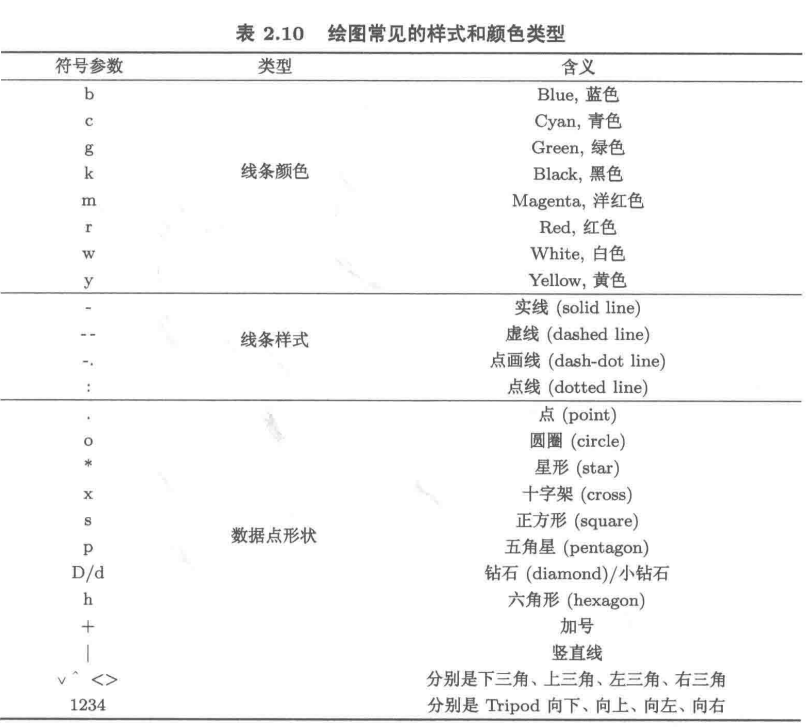 表 2.10 绘图常见的样式和颜色类型
符号参数 类型 含义
b Blue, 蓝色
c Cyan, 青色
g Green, 绿色
线条颜色
k Black, 黑色
m Magenta, 洋红色
r Red, 红色
w White, 白色
y Yellow, 黄色
- 实线 (solid line)
-- 虚线 (dashed line)
线条样式
-. 点画线 (dash-dot line)
: 点线 (dotted line)
. 点 (point)
o 圆圈 (circle)
* 星形 (star)
x 十字架 (cross)
s 正方形 (square)
数据点形状
p 五角星 (pentagon)
D/d 钻石 (diamond)/小钻石
h 六角形 (hexagon)
+ 加号
| 竖直线
v ^ <> 分别是下三角、上三角、左三角、右三角
1234 分别是 Tripod 向下、向上、向左、向右